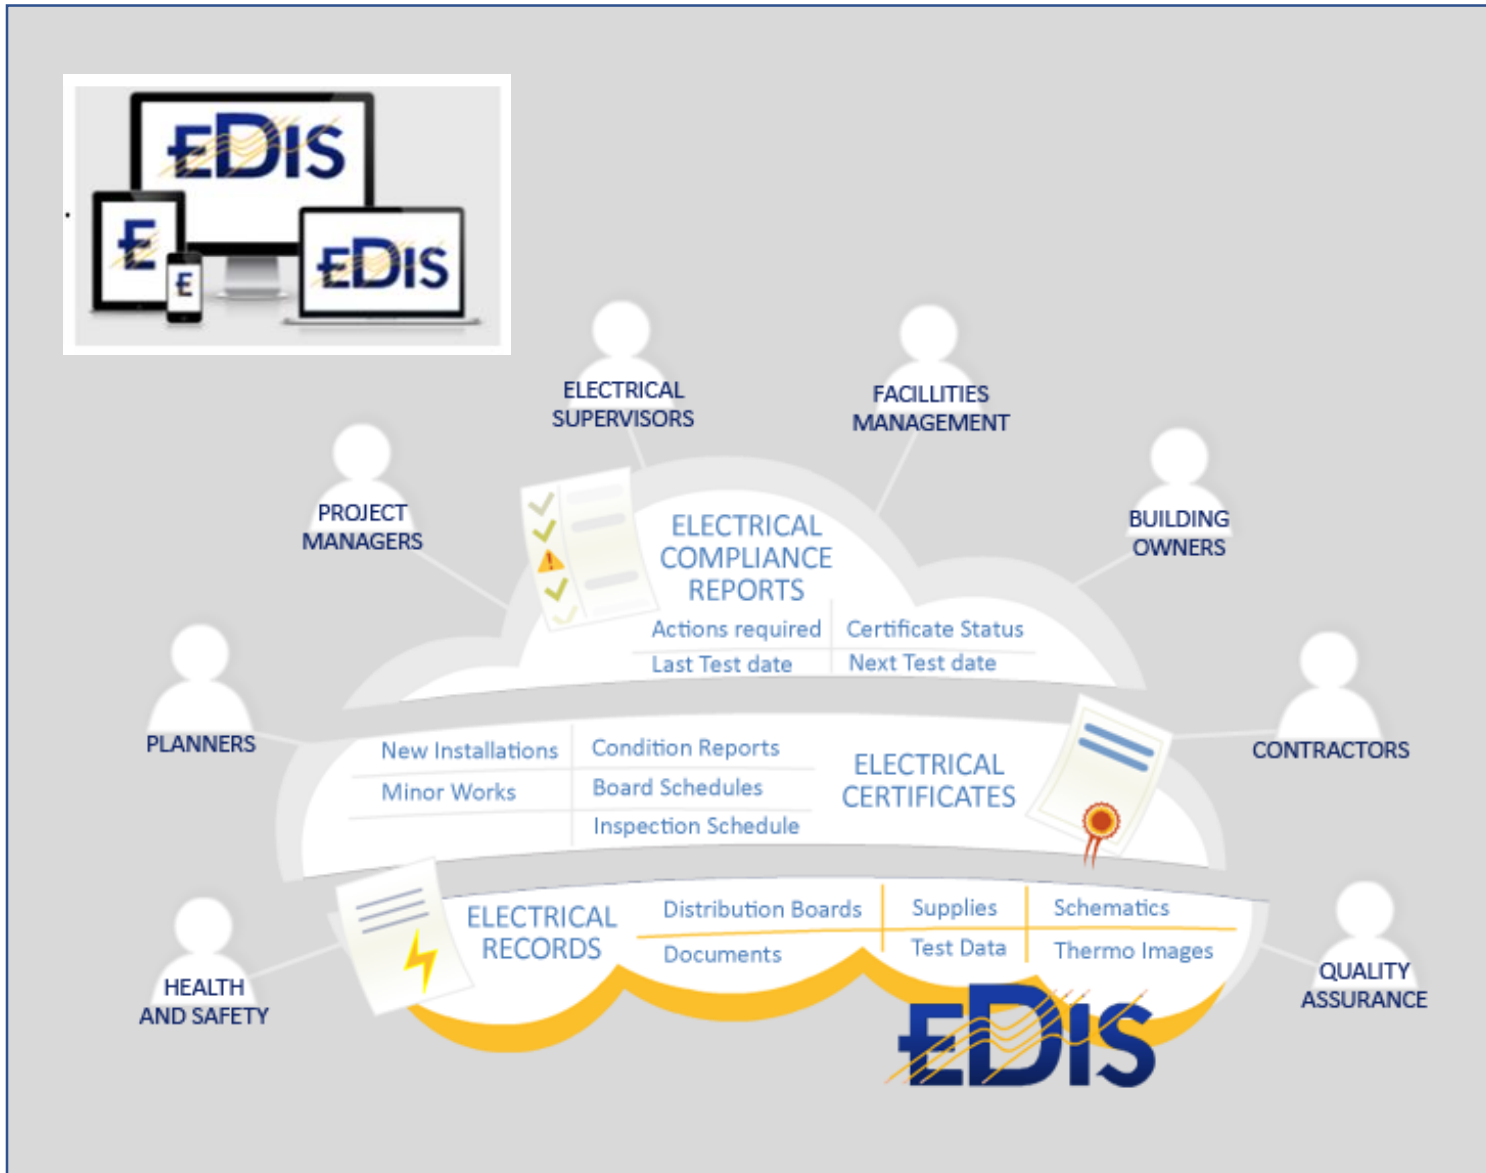 EDIS
E
E
EDIS
ELECTRICAL
SUPERVISORS
FACILLITIES
MANAGEMENT
PROJECT
MANAGERS
BUILDING
OWNERS
ELECTRICAL
COMPLIANCE
REPORTS
Actions required
Certificate Status
Last Test date
Next Test date
PLANNERS
CONTRACTORS
New Installations
Condition Reports
Minor Works
Board Schedules
Inspection Schedule
ELECTRICAL
CERTIFICATES
ELECTRICAL
RECORDS
Distribution Boards
Supplies
Schematics
Documents
Test Data
Thermo Images
HEALTH
AND SAFETY
QUALITY
ASSURANCE
EDIS